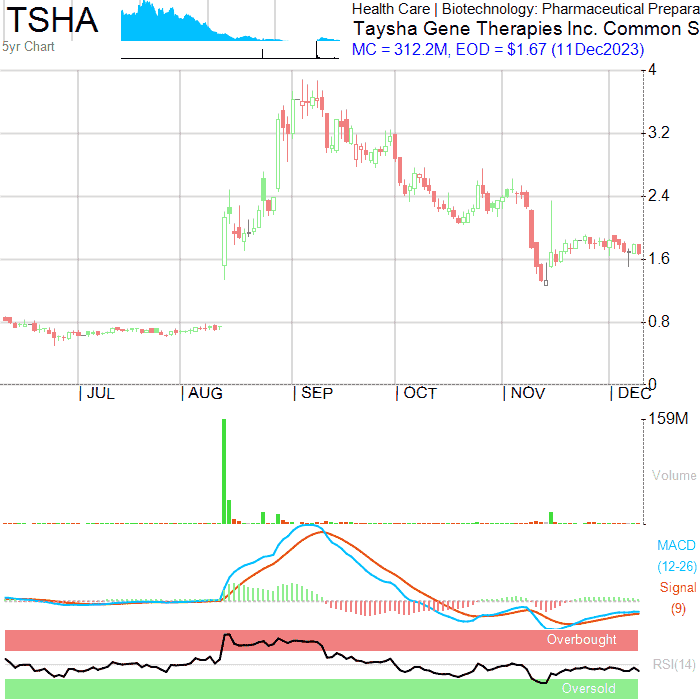 TSHA
5yr Chart
Health Care | Biotechnology: Pharmaceutical Prepara
Taysha Gene Therapies Inc. Common S
MC = 312.2M, EOD = $1.67 (11Dec2023)
4
3.2
2.4
1.6
0.8
0
| JUL | AUG | SEP | OCT | NOV | DEC
159M
Volume
MACD
(12-26)
Signal
(9)
Overbought
RSI(14)
Oversold